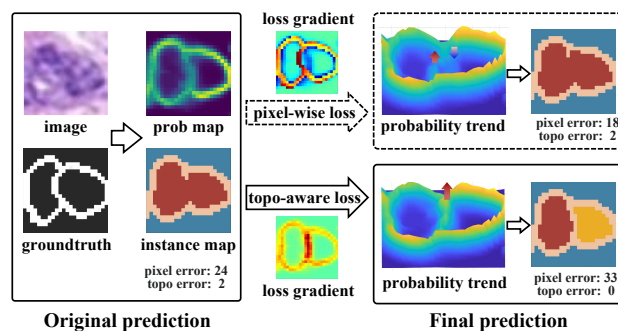 image
prob map
groundtruth
instance map
pixel error: 24
topo error: 2
Original prediction
loss gradient
pixel-wise loss
topo-aware loss
loss gradient
probability trend
pixel error: 18
topo error: 2
probability trend
pixel error: 33
topo error: 0
Final prediction